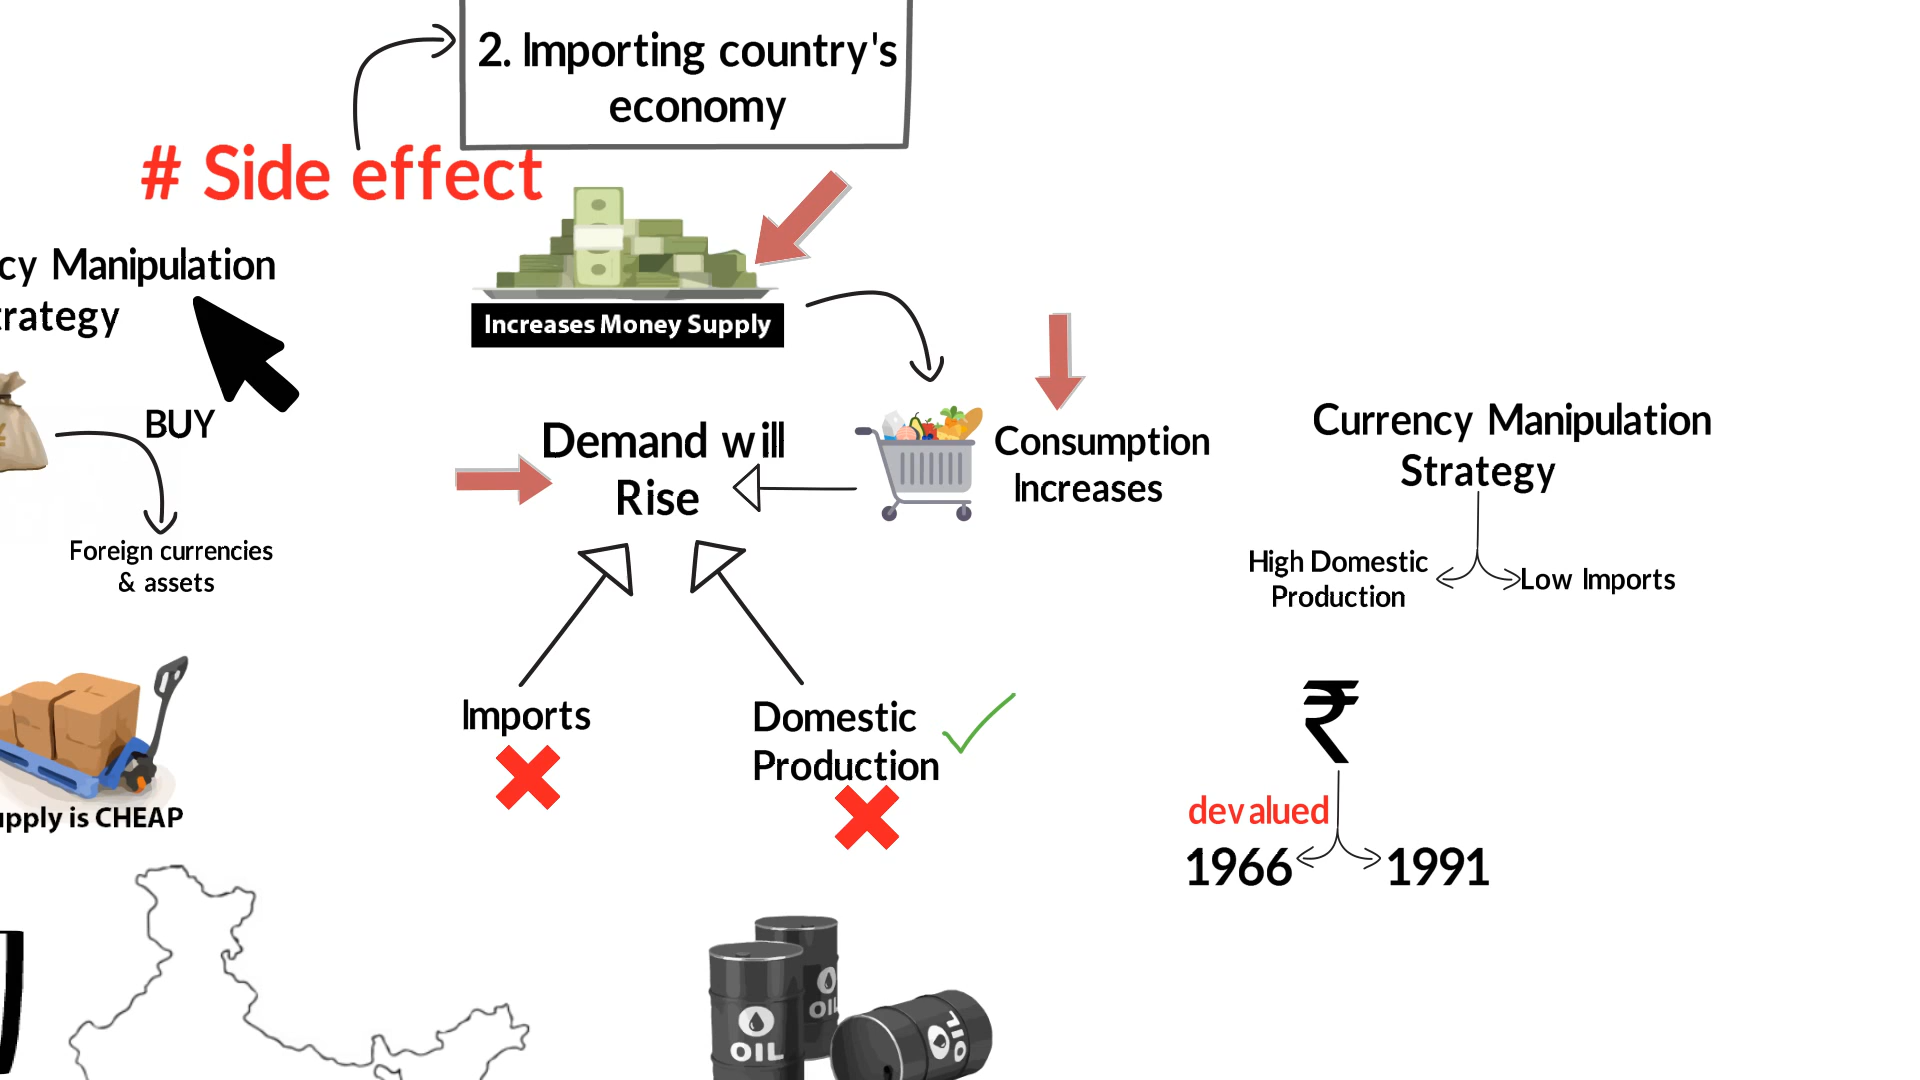 2. Importing country's
economy
# Side effect
cy Manipulation
trategy
Increases Money Supply
BUY
Foreign currencies
& assets
Demand will
Rise
Consumption
Increases
Currency Manipulation
Strategy
High Domestic
Production
Low Imports
Imports
Domestic
Production
upply is CHEAP
₹
devalued
1966
1991
OIL
OIL
OIL